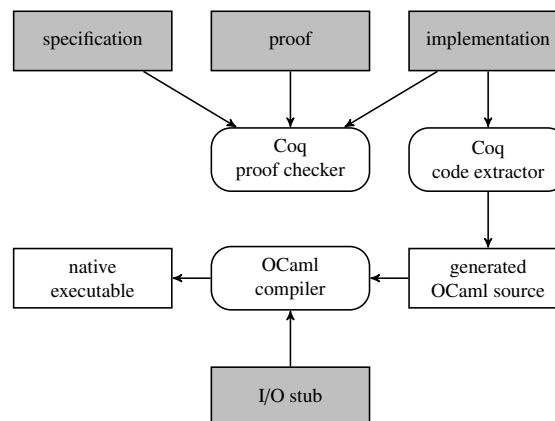 specification
proof
implementation
Coq
proof checker
Coq
code extractor
native
executable
OCaml
compiler
generated
OCaml source
I/O stub